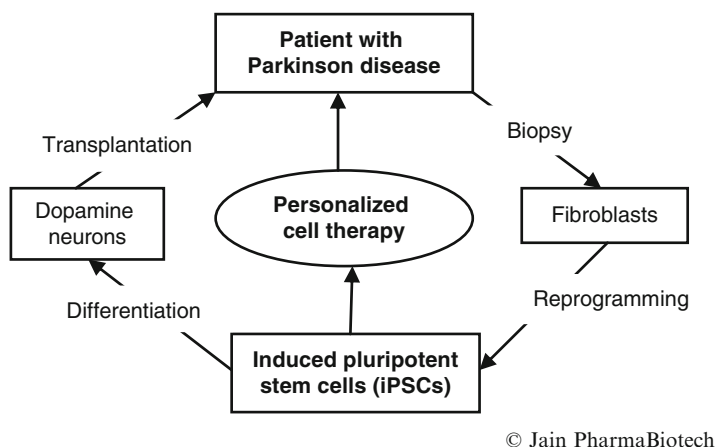 Patient with
Parkinson disease
Transplantation
Biopsy
Dopamine
neurons
Personalized
cell therapy
Fibroblasts
Differentiation
Reprogramming
Induced pluripotent
stem cells (iPSCs)
© Jain PharmaBiotech